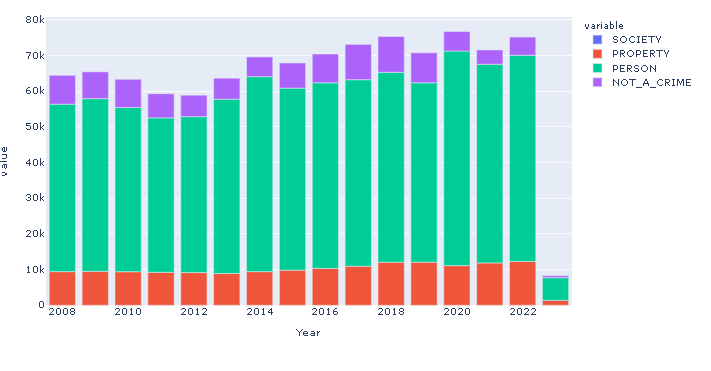 80k
70k
60k
50k
40k
30k
20k
10k
0
value
2008
2010
2012
2014
2016
2018
2020
2022
Year
variable
SOCIETY
PROPERTY
PERSON
NOT_A_CRIME